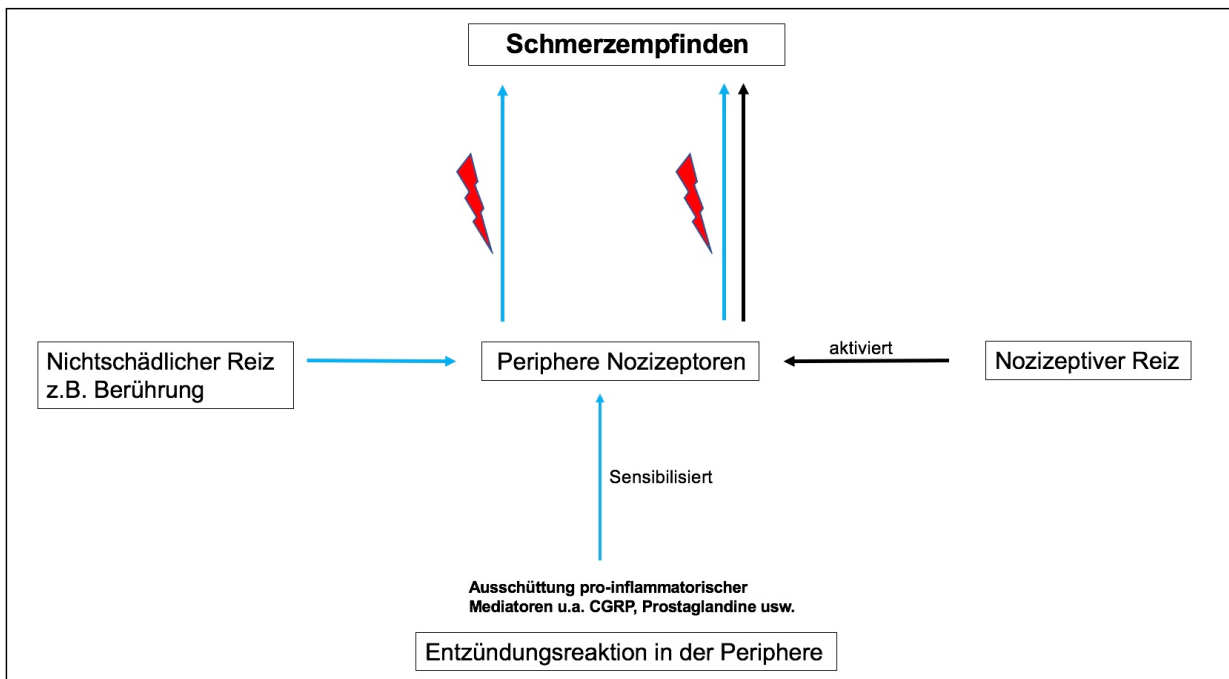 Schmerzempfinden
Nichtschädlicher Reiz
z.B. Berührung
Periphere Nozizeptoren
aktiviert
Nozizeptiver Reiz
Sensibilisiert
Ausschüttung pro-inflammatorischer
Mediatoren u.a. CGRP, Prostaglandine usw.
Entzündungsreaktion in der Periphere